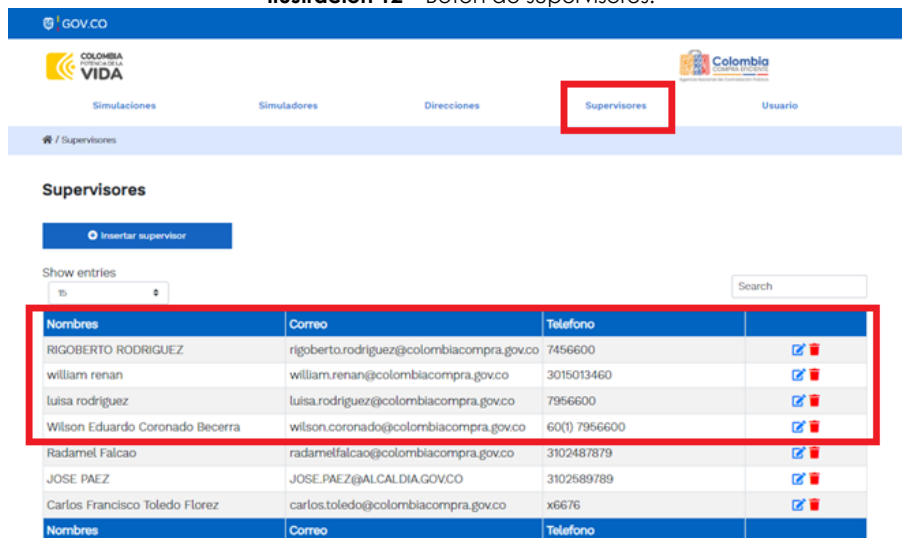 Ilustración 12 Botón de supervisores.
GOV.CO
COLOMBIA
POTENCIA DE LA
VIDA
Colombia
COMPRA EFICIENTE
Agencia Nacional de Contratación Pública
Simulaciones Simuladores Direcciones Supervisores Usuario
/ Supervisores
Supervisores
Insertar supervisor
Show entries
15
Search
Nombres Correo Telefono
RIGOBERTO RODRIGUEZ rigoberto.rodriguez@colombiacompra.gov.co 7456600
william renan william.renan@colombiacompra.gov.co 3015013460
luisa rodriguez luisa.rodriguez@colombiacompra.gov.co 7956600
Wilson Eduardo Coronado Becerra wilson.coronado@colombiacompra.gov.co 60(1) 7956600
Radamel Falcao radamelfalcao@colombiacompra.gov.co 3102487879
JOSE PAEZ JOSE.PAEZ@ALCALDIA.GOV.CO 3102589789
Carlos Francisco Toledo Florez carlos.toledo@colombiacompra.gov.co x6676
Nombres Correo Telefono